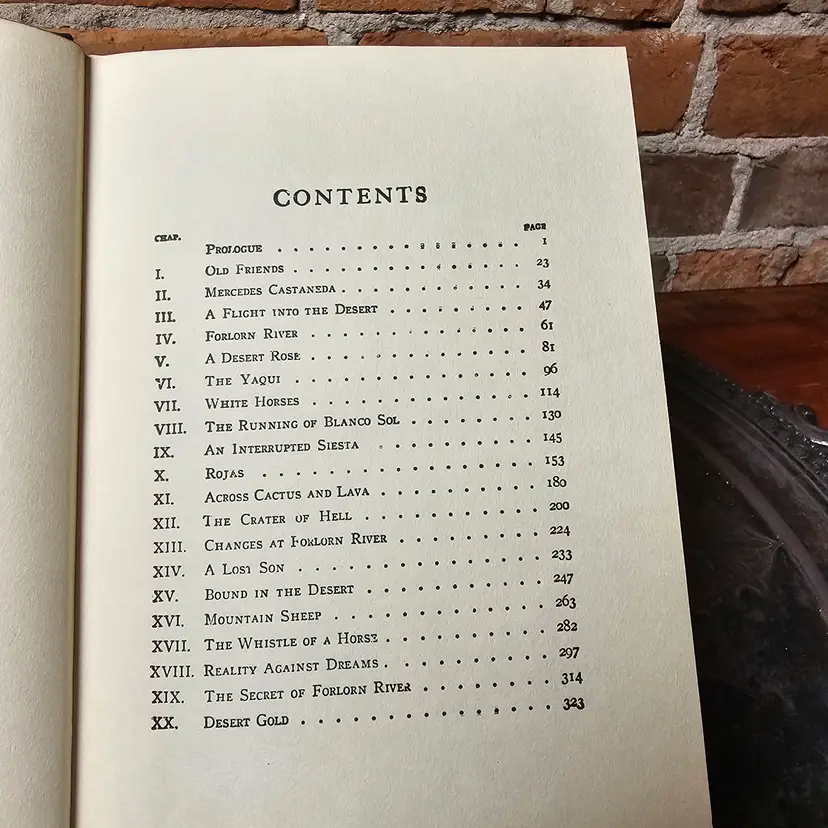 CONTENTS
CHAP. PAGE
PROLOGUE . . . . . . . . . . . . . . . 1
I. OLD FRIENDS . . . . . . . . . . . . . . 23
II. MERCEDES CASTANEDA . . . . . . . . . . . 34
III. A FLIGHT INTO THE DESERT . . . . . . . . 47
IV. FORLORN RIVER . . . . . . . . . . . . . 61
V. A DESERT ROSE . . . . . . . . . . . . . 81
VI. THE YAQUI . . . . . . . . . . . . . . 96
VII. WHITE HORSES . . . . . . . . . . . . . 114
VIII. THE RUNNING OF BLANCO SOL . . . . . . . 130
IX. AN INTERRUPTED SIESTA . . . . . . . . . 145
X. ROJAS . . . . . . . . . . . . . . . . 153
XI. ACROSS CACTUS AND LAVA . . . . . . . . . 180
XII. THE CRATER OF HELL . . . . . . . . . . 200
XIII. CHANGES AT FORLORN RIVER . . . . . . . . 224
XIV. A LOST SON . . . . . . . . . . . . . 233
XV. BOUND IN THE DESERT . . . . . . . . . . 247
XVI. MOUNTAIN SHEEP . . . . . . . . . . . . 263
XVII. THE WHISTLE OF A HORSE . . . . . . . . . 282
XVIII. REALITY AGAINST DREAMS . . . . . . . . . 297
XIX. THE SECRET OF FORLORN RIVER . . . . . . . 314
XX. DESERT GOLD . . . . . . . . . . . . . 323